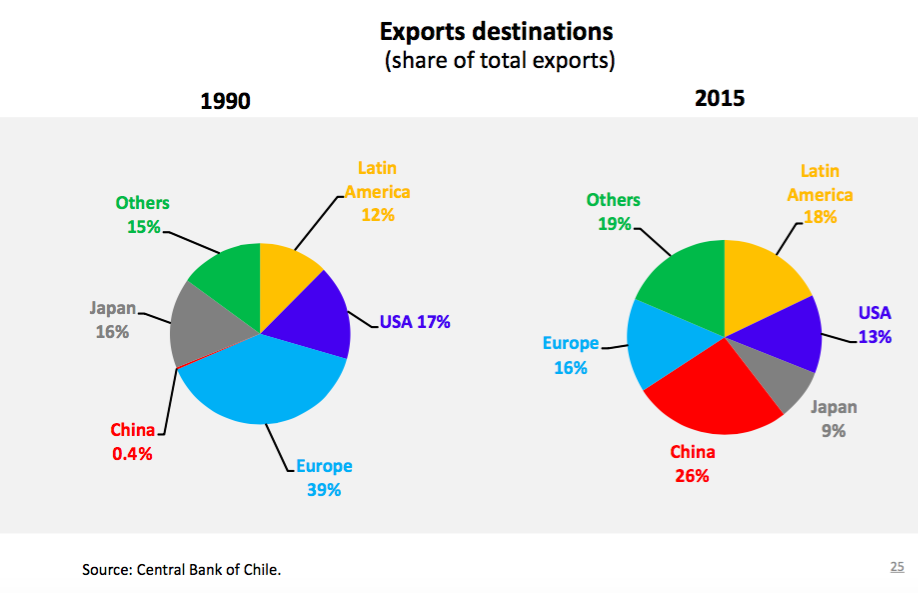 Exports destinations
(share of total exports)
1990
Latin
America
12%
Others
15%
USA 17%
Japan
16%
China
0.4%
Europe
39%
2015
Latin
America
18%
Others
19%
USA
13%
Europe
16%
Japan
9%
China
26%
Source: Central Bank of Chile.
25